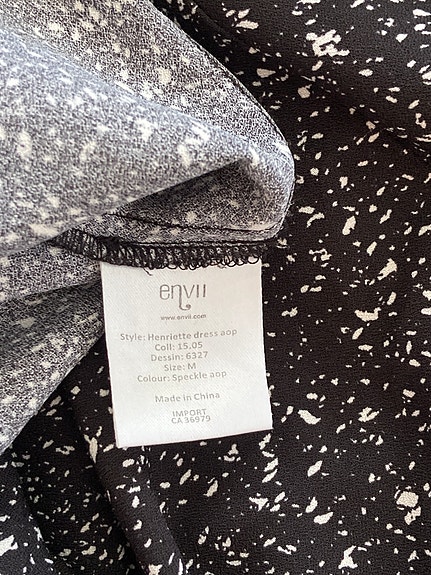 envii
www.envii.com
Style: Henriette dress aop
Coll: 15.05
Dessin: 6327
Size: M
Colour: Speckle aop
Made in China
IMPORT
CA 36979